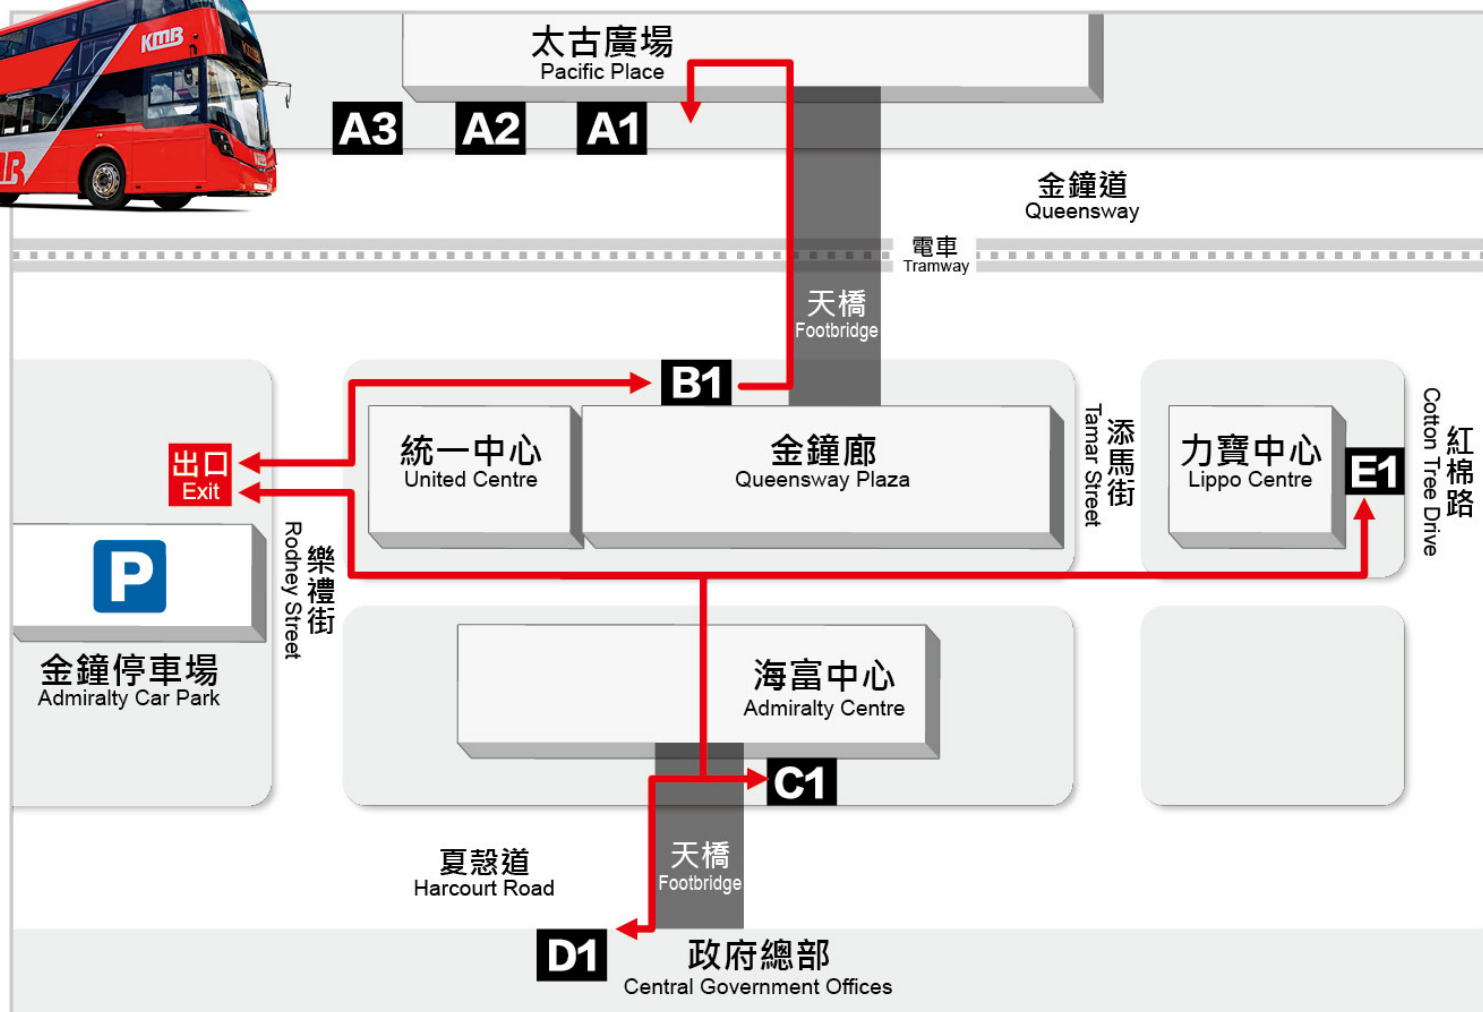 太古廣場
Pacific Place
KMB
A3
A2
A1
金鐘道
Queensway
電車
Tramway
天橋
Footbridge
B1
出口
Exit
統一中心
United Centre
金鐘廊
Queensway Plaza
添馬街
Tamar Street
力寶中心
Lippo Centre
E1
紅棉路
Cotton Tree Drive
P
樂禮街
Rodney Street
金鐘停車場
Admiralty Car Park
海富中心
Admiralty Centre
C1
夏慤道
Harcourt Road
天橋
Footbridge
D1
政府總部
Central Government Offices